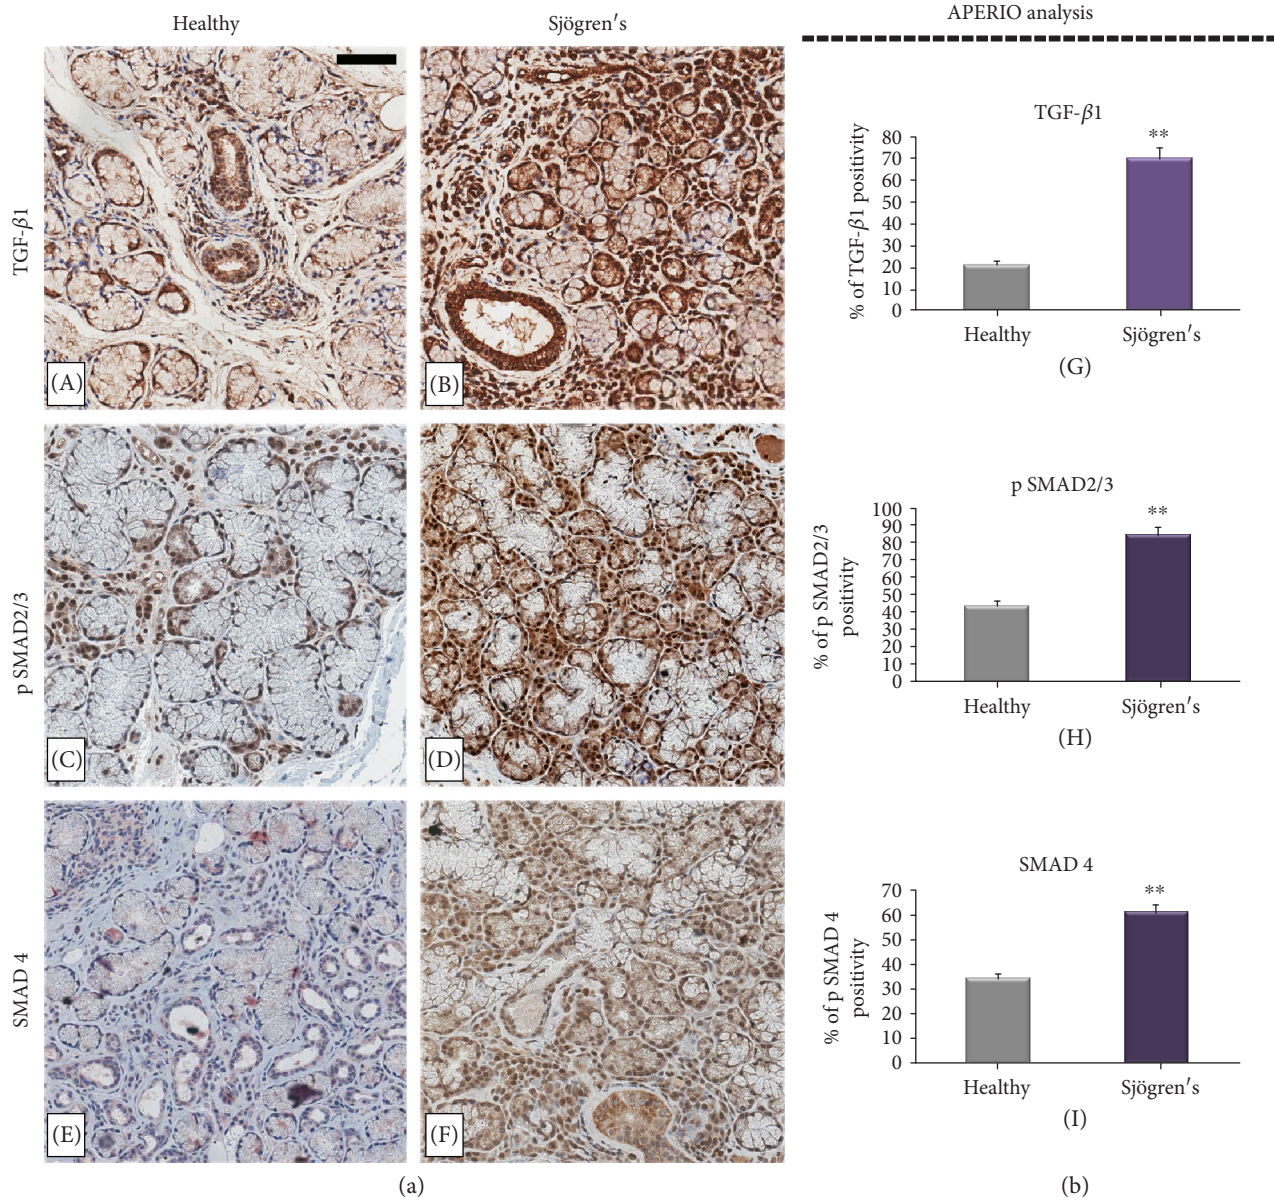 Healthy
Sjögren′s
APERIO analysis
TGF-β1
(A)
(B)
TGF-β1
% of TGF-β1 positivity
80
70
60
50
40
30
20
10
0
**
Healthy
Sjögren′s
(G)
p SMAD2/3
(C)
(D)
p SMAD2/3
% of p SMAD2/3
positivity
100
90
80
70
60
50
40
30
20
10
0
**
Healthy
Sjögren′s
(H)
SMAD 4
(E)
(F)
SMAD 4
% of p SMAD 4
positivity
70
60
50
40
30
20
10
0
**
Healthy
Sjögren′s
(I)
(a)
(b)